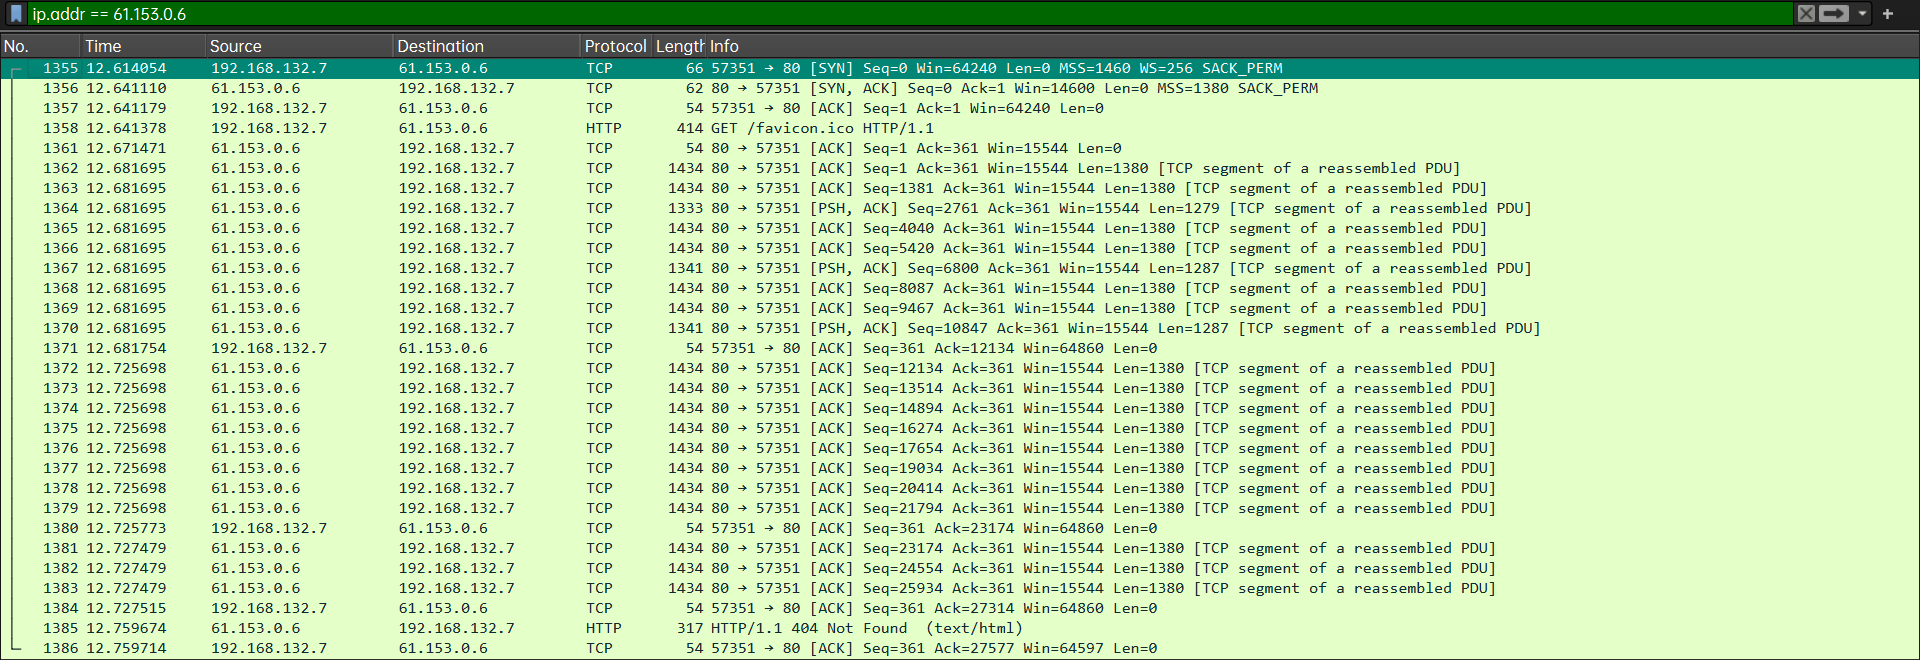 ip.addr == 61.153.0.6
No. Time Source Destination Protocol Length Info
1355 12.614054 192.168.132.7 61.153.0.6 TCP 66 57351 → 80 [SYN] Seq=0 Win=64240 Len=0 MSS=1460 WS=256 SACK_PERM
1356 12.641110 61.153.0.6 192.168.132.7 TCP 62 80 → 57351 [SYN, ACK] Seq=0 Ack=1 Win=14600 Len=0 MSS=1380 SACK_PERM
1357 12.641179 192.168.132.7 61.153.0.6 TCP 54 57351 → 80 [ACK] Seq=1 Ack=1 Win=64240 Len=0
1358 12.641378 192.168.132.7 61.153.0.6 HTTP 414 GET /favicon.ico HTTP/1.1
1361 12.671471 61.153.0.6 192.168.132.7 TCP 54 80 → 57351 [ACK] Seq=1 Ack=361 Win=15544 Len=0
1362 12.681695 61.153.0.6 192.168.132.7 TCP 1434 80 → 57351 [ACK] Seq=1 Ack=361 Win=15544 Len=1380 [TCP segment of a reassembled PDU]
1363 12.681695 61.153.0.6 192.168.132.7 TCP 1434 80 → 57351 [ACK] Seq=1381 Ack=361 Win=15544 Len=1380 [TCP segment of a reassembled PDU]
1364 12.681695 61.153.0.6 192.168.132.7 TCP 1333 80 → 57351 [PSH, ACK] Seq=2761 Ack=361 Win=15544 Len=1279 [TCP segment of a reassembled PDU]
1365 12.681695 61.153.0.6 192.168.132.7 TCP 1434 80 → 57351 [ACK] Seq=4040 Ack=361 Win=15544 Len=1380 [TCP segment of a reassembled PDU]
1366 12.681695 61.153.0.6 192.168.132.7 TCP 1434 80 → 57351 [ACK] Seq=5420 Ack=361 Win=15544 Len=1380 [TCP segment of a reassembled PDU]
1367 12.681695 61.153.0.6 192.168.132.7 TCP 1341 80 → 57351 [PSH, ACK] Seq=6800 Ack=361 Win=15544 Len=1287 [TCP segment of a reassembled PDU]
1368 12.681695 61.153.0.6 192.168.132.7 TCP 1434 80 → 57351 [ACK] Seq=8087 Ack=361 Win=15544 Len=1380 [TCP segment of a reassembled PDU]
1369 12.681695 61.153.0.6 192.168.132.7 TCP 1434 80 → 57351 [ACK] Seq=9467 Ack=361 Win=15544 Len=1380 [TCP segment of a reassembled PDU]
1370 12.681695 61.153.0.6 192.168.132.7 TCP 1341 80 → 57351 [PSH, ACK] Seq=10847 Ack=361 Win=15544 Len=1287 [TCP segment of a reassembled PDU]
1371 12.681754 192.168.132.7 61.153.0.6 TCP 54 57351 → 80 [ACK] Seq=361 Ack=12134 Win=64860 Len=0
1372 12.725698 61.153.0.6 192.168.132.7 TCP 1434 80 → 57351 [ACK] Seq=12134 Ack=361 Win=15544 Len=1380 [TCP segment of a reassembled PDU]
1373 12.725698 61.153.0.6 192.168.132.7 TCP 1434 80 → 57351 [ACK] Seq=13514 Ack=361 Win=15544 Len=1380 [TCP segment of a reassembled PDU]
1374 12.725698 61.153.0.6 192.168.132.7 TCP 1434 80 → 57351 [ACK] Seq=14894 Ack=361 Win=15544 Len=1380 [TCP segment of a reassembled PDU]
1375 12.725698 61.153.0.6 192.168.132.7 TCP 1434 80 → 57351 [ACK] Seq=16274 Ack=361 Win=15544 Len=1380 [TCP segment of a reassembled PDU]
1376 12.725698 61.153.0.6 192.168.132.7 TCP 1434 80 → 57351 [ACK] Seq=17654 Ack=361 Win=15544 Len=1380 [TCP segment of a reassembled PDU]
1377 12.725698 61.153.0.6 192.168.132.7 TCP 1434 80 → 57351 [ACK] Seq=19034 Ack=361 Win=15544 Len=1380 [TCP segment of a reassembled PDU]
1378 12.725698 61.153.0.6 192.168.132.7 TCP 1434 80 → 57351 [ACK] Seq=20414 Ack=361 Win=15544 Len=1380 [TCP segment of a reassembled PDU]
1379 12.725698 61.153.0.6 192.168.132.7 TCP 1434 80 → 57351 [ACK] Seq=21794 Ack=361 Win=15544 Len=1380 [TCP segment of a reassembled PDU]
1380 12.725773 192.168.132.7 61.153.0.6 TCP 54 57351 → 80 [ACK] Seq=361 Ack=23174 Win=64860 Len=0
1381 12.727479 61.153.0.6 192.168.132.7 TCP 1434 80 → 57351 [ACK] Seq=23174 Ack=361 Win=15544 Len=1380 [TCP segment of a reassembled PDU]
1382 12.727479 61.153.0.6 192.168.132.7 TCP 1434 80 → 57351 [ACK] Seq=24554 Ack=361 Win=15544 Len=1380 [TCP segment of a reassembled PDU]
1383 12.727479 61.153.0.6 192.168.132.7 TCP 1434 80 → 57351 [ACK] Seq=25934 Ack=361 Win=15544 Len=1380 [TCP segment of a reassembled PDU]
1384 12.727515 192.168.132.7 61.153.0.6 TCP 54 57351 → 80 [ACK] Seq=361 Ack=27314 Win=64860 Len=0
1385 12.759674 61.153.0.6 192.168.132.7 HTTP 317 HTTP/1.1 404 Not Found (text/html)
1386 12.759714 192.168.132.7 61.153.0.6 TCP 54 57351 → 80 [ACK] Seq=361 Ack=27577 Win=64597 Len=0